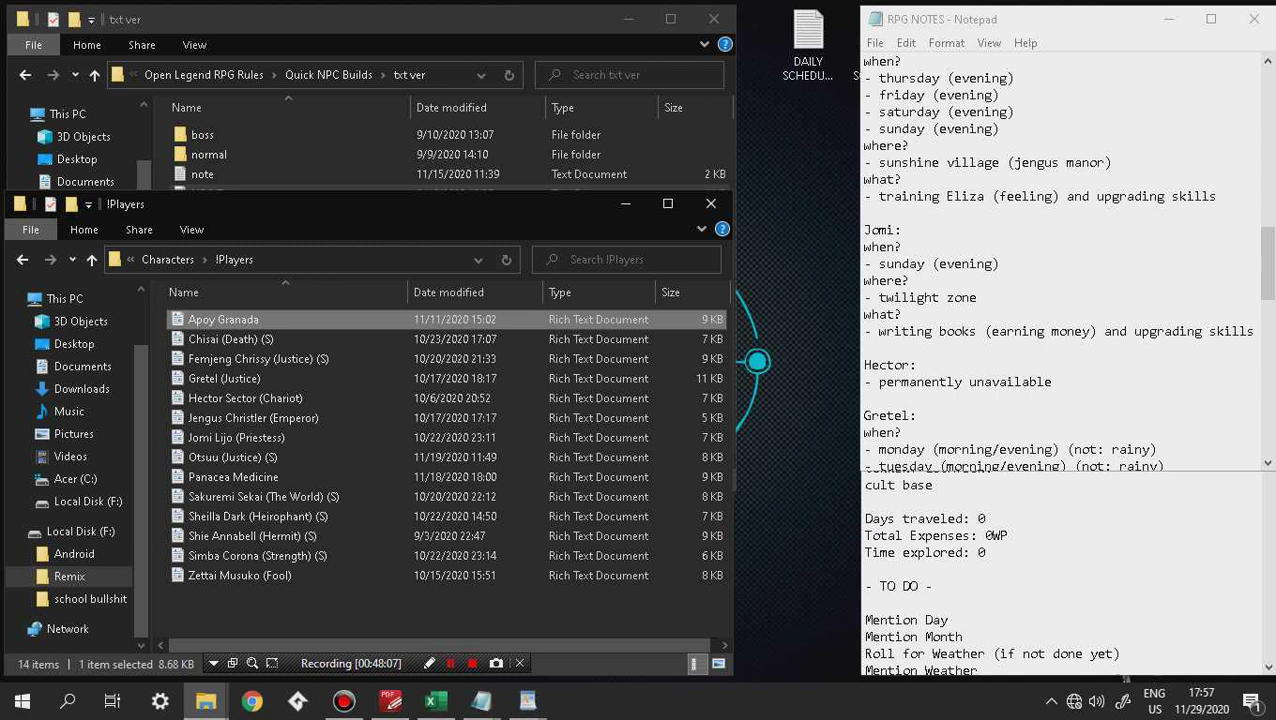 txt ver
File Home Share View
Open Legend RPG Rules > Quick NPC Builds > txt ver
Search txt ver
This PC
3D Objects
Desktop
Documents
Name Date modified Type Size
boss 9/10/2020 13:07 File folder
normal 9/9/2020 14:10 File folder
note 11/15/2020 11:39 Text Document 2 KB
!Players
File Home Share View
« Characters > !Players
Search !Players
This PC
3D Objects
Desktop
Documents
Downloads
Music
Pictures
Videos
Local Disk (F:)
Local Disk (F:)
Android
school bullshit
Network
Name Date modified Type Size
Apoy Granada 11/11/2020 15:02 Rich Text Document 9 KB
Chisai (Death) (S) 10/23/2020 17:07 Rich Text Document 7 KB
Femjeng Chrissy (Justice) (S) 10/20/2020 21:33 Rich Text Document 9 KB
Gretel (Justice) 10/17/2020 18:17 Rich Text Document 11 KB
Hector Sector (Chariot) 10/6/2020 20:52 Rich Text Document 7 KB
Jengus Christler (Emperor) 10/17/2020 17:17 Rich Text Document 5 KB
Jomi Lijo (Priestess) 10/22/2020 23:11 Rich Text Document 7 KB
Otsuu (Justice) (S) 11/19/2020 11:49 Rich Text Document 8 KB
Panacea Medicine Rich Text Document 9 KB
Sakuremi Sekai (The World) (S) 10/20/2020 22:12 Rich Text Document 8 KB
Sheilla Dark (Heirophant) (S) 10/22/2020 14:50 Rich Text Document 7 KB
Rich Text Document 9 KB
Simba Corona (Strength) (S) 10/22/2020 23:14 Rich Text Document 6 KB
Zettai Musuko (Fool) 10/15/2020 15:51 Rich Text Document 8 KB
14 items 1 item selected 8.68 KB
Recording [00:48:07]
DAILY
SCHEDU...
RPG NOTES - Notepad
File Edit Format View Help
when?
- thursday (evening)
- friday (evening)
- saturday (evening)
- sunday (evening)
where?
- sunshine village (jengus manor)
what?
- training Eliza (feeling) and upgrading skills
Jomi:
when?
- sunday (evening)
where?
- twilight zone
what?
- writing books (earning money) and upgrading skills
Hector:
- permanently unavailable
Gretel:
when?
- monday (morning/evening) (not: rainy)
- tuesday (morning/evening) (not: rainy)
cult base
Days traveled: 0
Total Expenses: 0WP
Time explored: 0
- TO DO -
Mention Day
Mention Month
Roll for Weather (if not done yet)
Mention Weather
ENG
US
17:57
11/29/2020
1